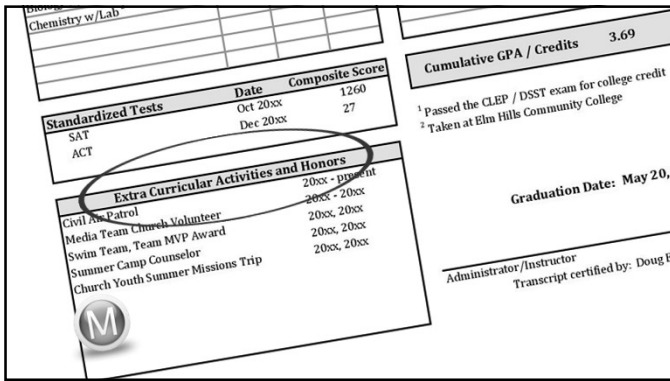 Chemistry w/Lab
Standardized Tests Date Composite Score
SAT Oct 20xx 1260
ACT Dec 20xx 27
Extra Curricular Activities and Honors
Civil Air Patrol 20xx - present
Media Team Church Volunteer 20xx - 20xx
Swim Team, Team MVP Award 20xx, 20xx
Summer Camp Counselor 20xx, 20xx
Church Youth Summer Missions Trip 20xx, 20xx
M
Cumulative GPA / Credits 3.69
1 Passed the CLEP / DSST exam for college credit
2 Taken at Elm Hills Community College
Graduation Date: May 20,
Administrator/Instructor
Transcript certified by: Doug